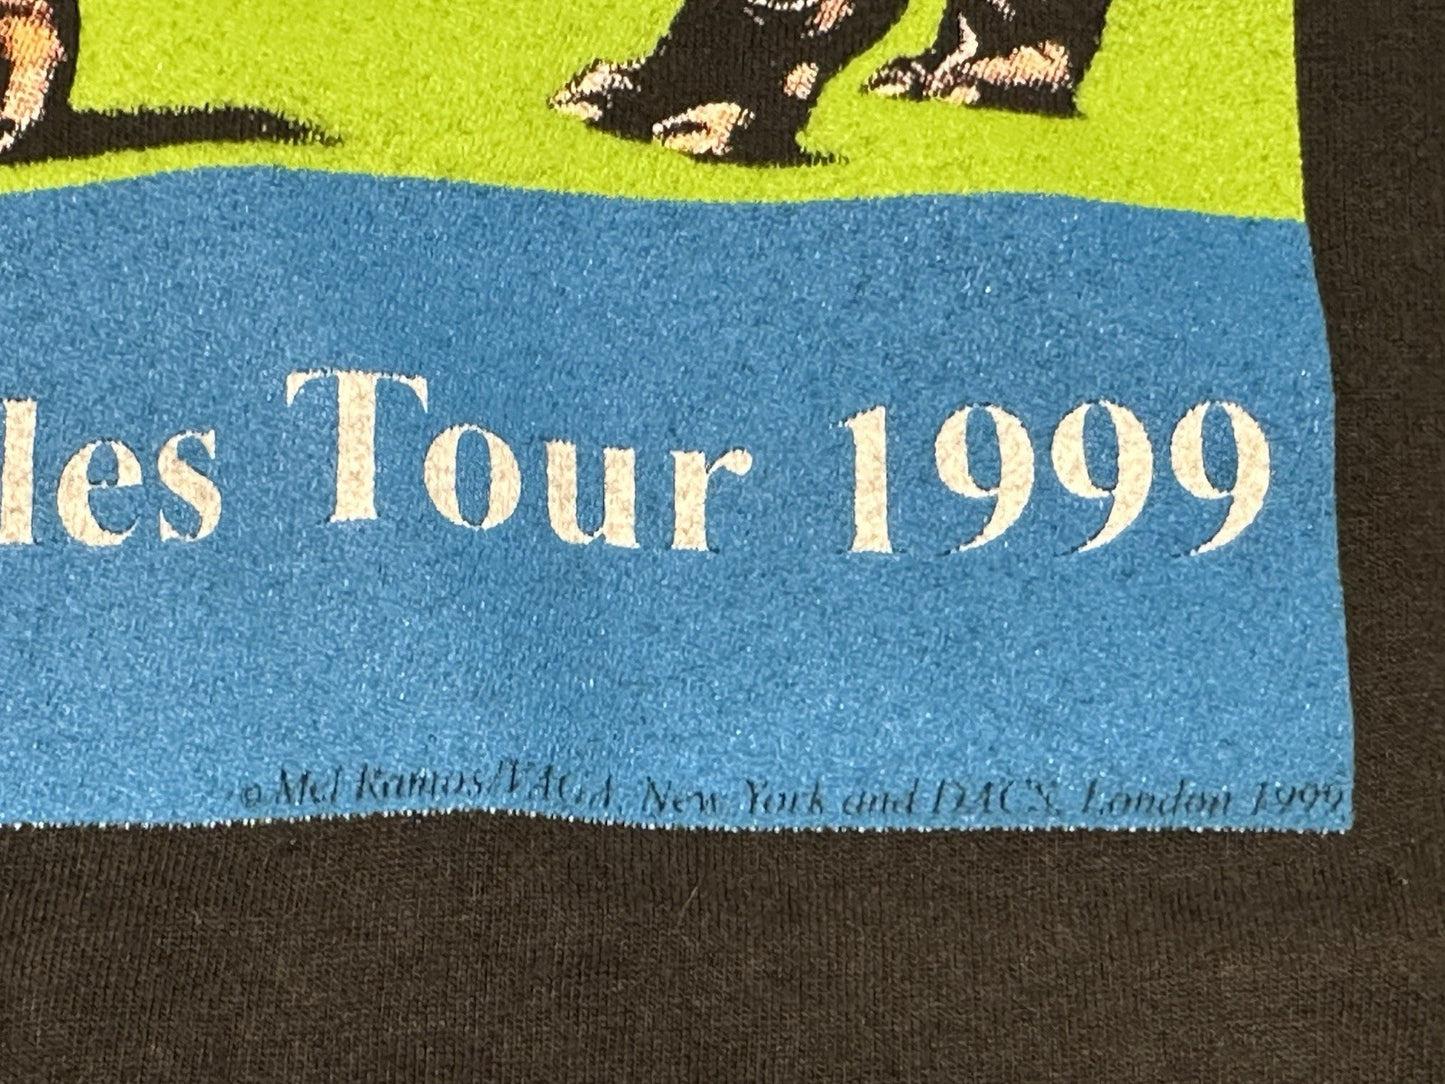 les Tour 1999
© Mel Ramos/VAGA, New York and DACS, London 1999